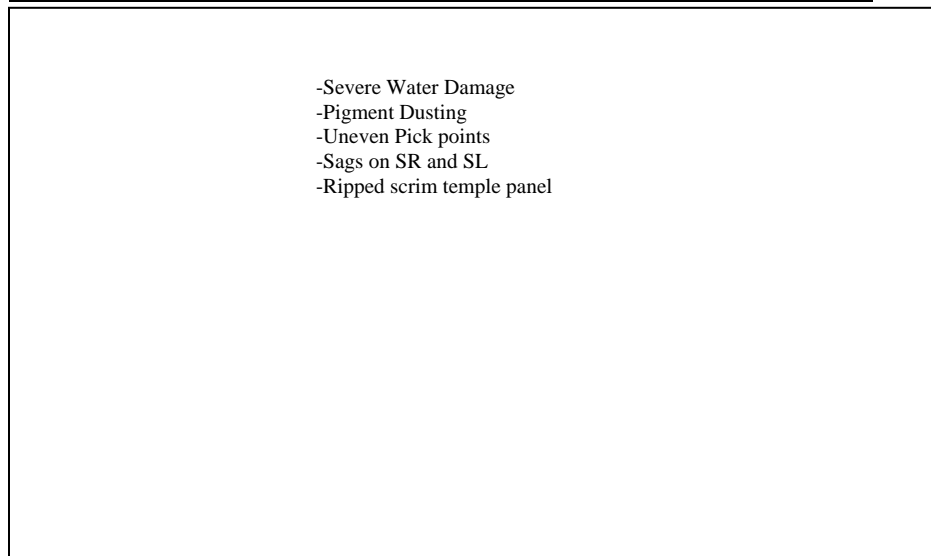 -Severe Water Damage
-Pigment Dusting
-Uneven Pick points
-Sags on SR and SL
-Ripped scrim temple panel